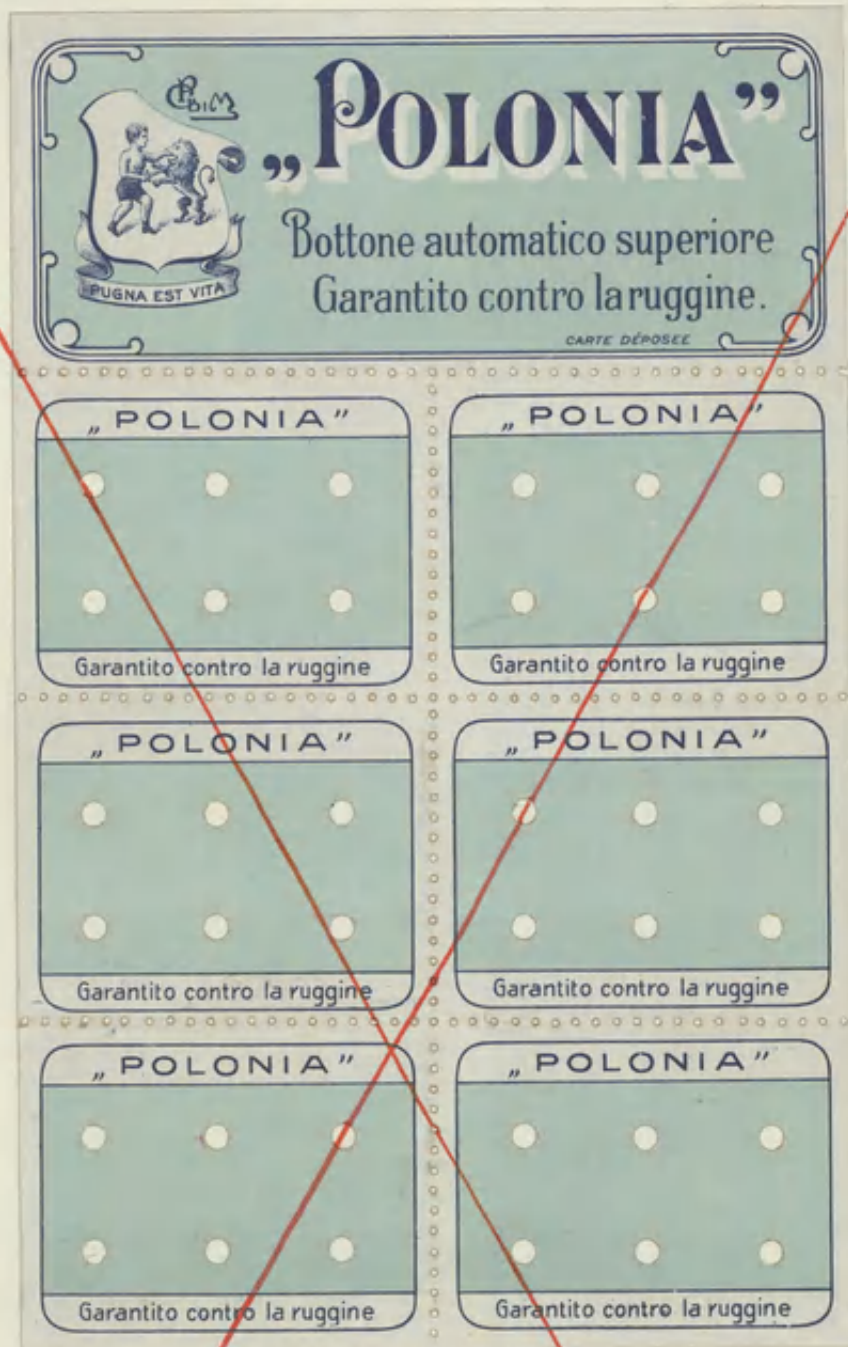 „POLONIA”
Bottone automatico superiore
Garantito contro la ruggine.
PUGNA EST VITA
CARTE DÉPOSEE
„POLONIA”
Garantito contro la ruggine
„POLONIA”
Garantito contro la ruggine
„POLONIA”
Garantito contro la ruggine
„POLONIA”
Garantito contro la ruggine
„POLONIA”
Garantito contro la ruggine
„POLONIA”
Garantito contro la ruggine